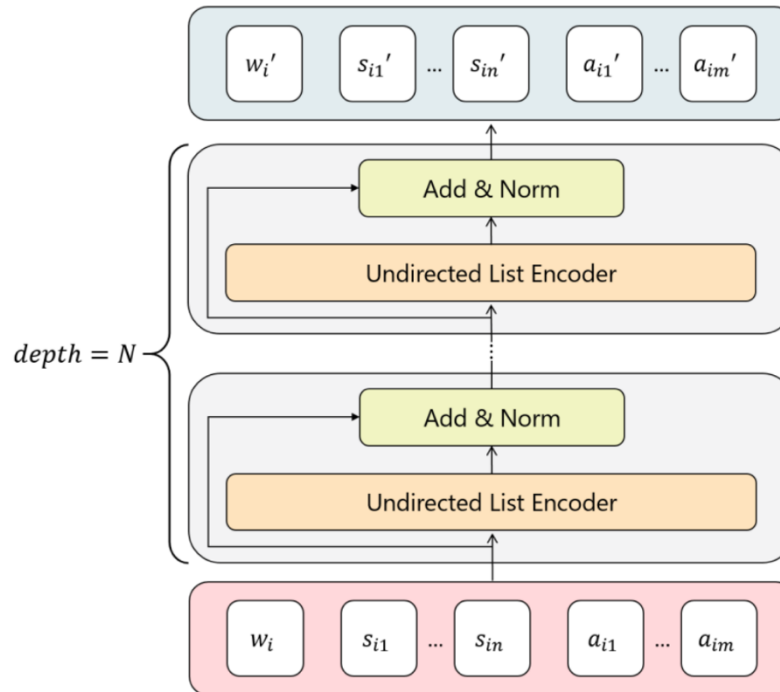 wᵢ′ sᵢ₁′ ... sᵢₙ′ aᵢ₁′ ... aᵢₘ′
Add & Norm
Undirected List Encoder
depth = N
Add & Norm
Undirected List Encoder
wᵢ sᵢ₁ ... sᵢₙ aᵢ₁ ... aᵢₘ